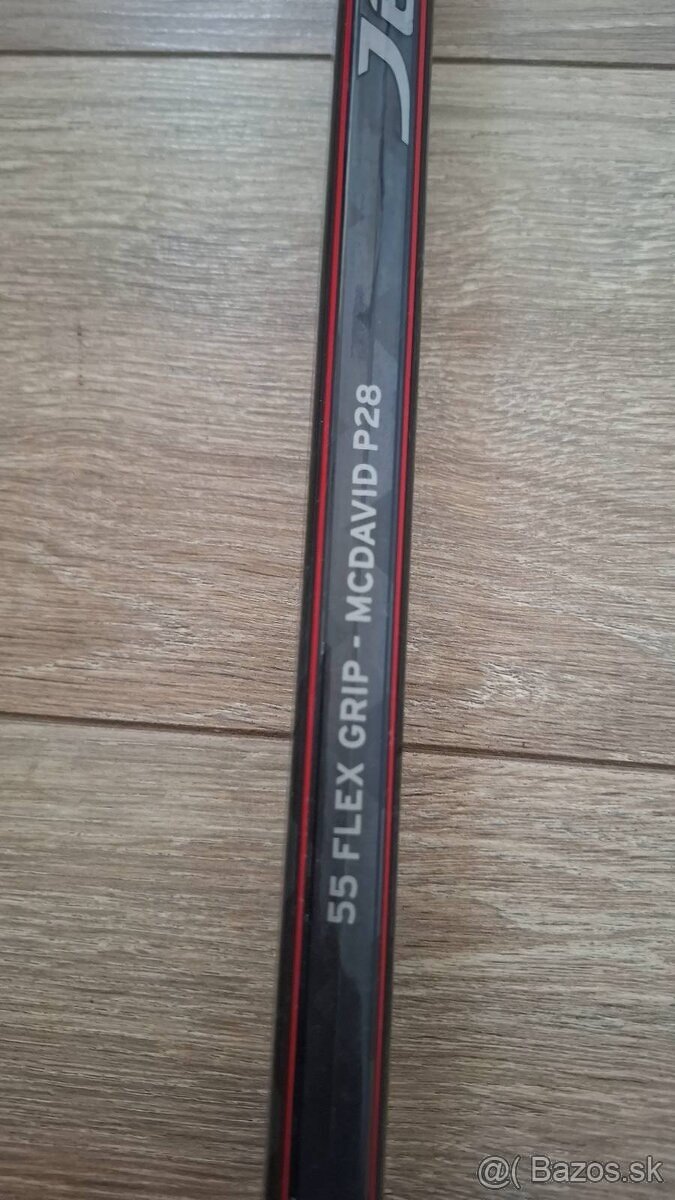 55 FLEX GRIP - MCDAVID P28
@( Bazos.sk